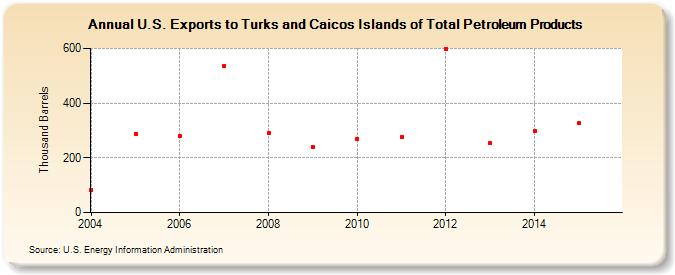 Annual U.S. Exports to Turks and Caicos Islands of Total Petroleum Products
Thousand Barrels
600
400
200
0
2004 2006 2008 2010 2012 2014
Source: U.S. Energy Information Administration